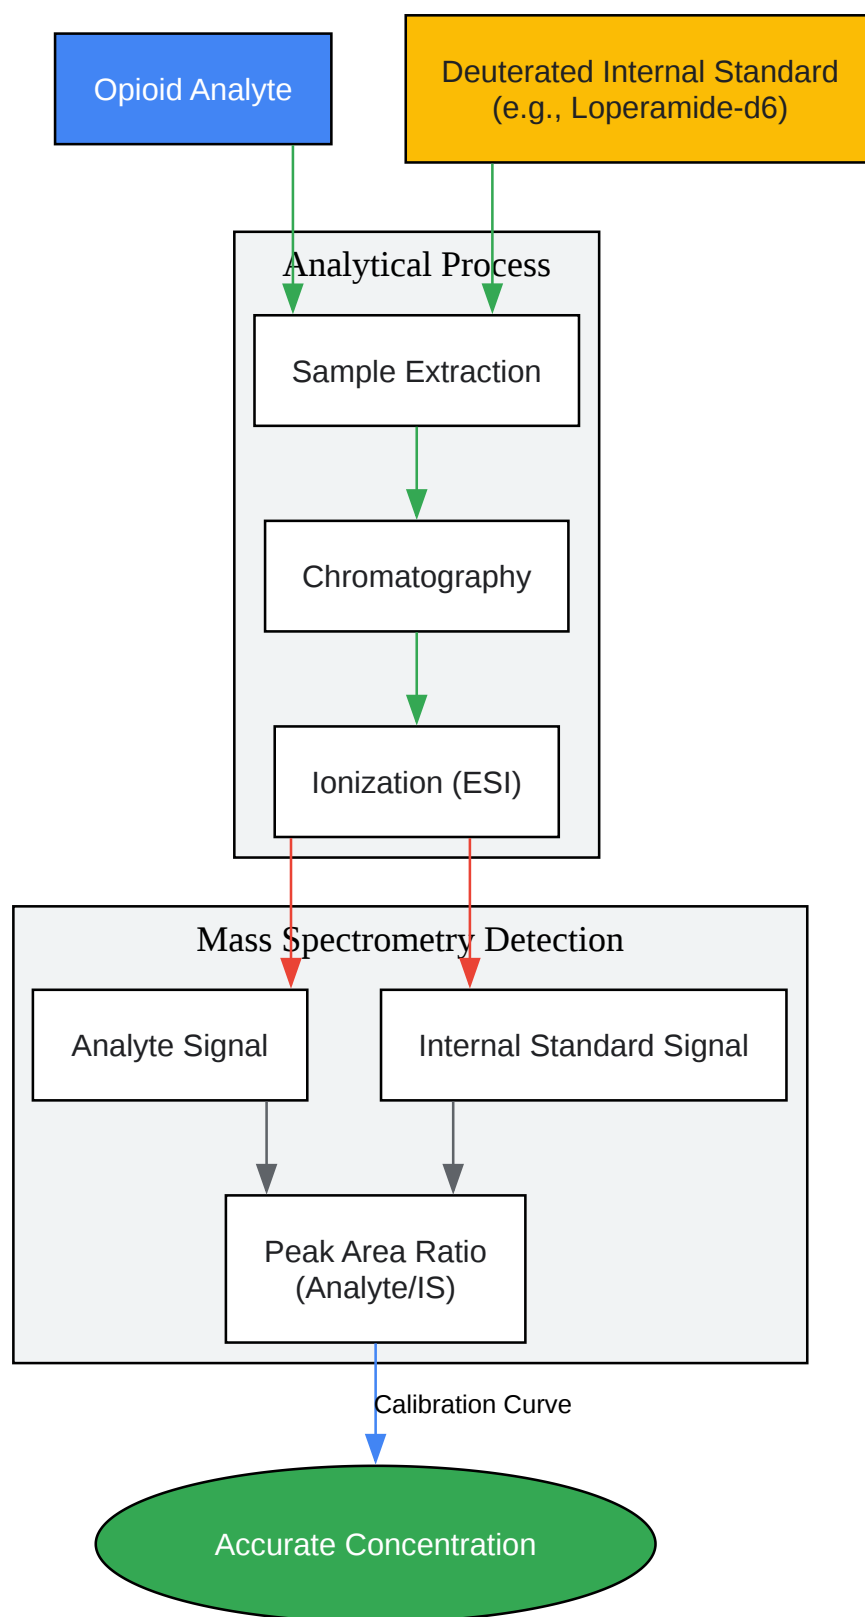 Opioid Analyte
Deuterated Internal Standard
(e.g., Loperamide-d6)
Analytical Process
Sample Extraction
Chromatography
Ionization (ESI)
Mass Spectrometry Detection
Analyte Signal
Internal Standard Signal
Peak Area Ratio
(Analyte/IS)
Calibration Curve
Accurate Concentration